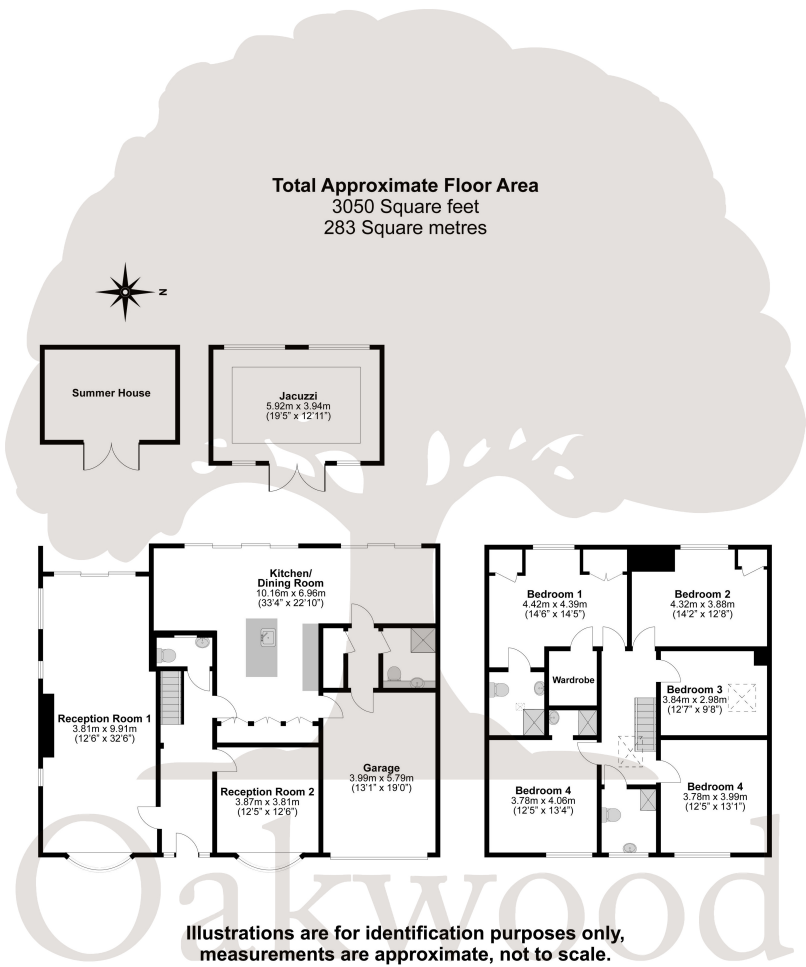 Total Approximate Floor Area
3050 Square feet
283 Square metres
N
Summer House
Jacuzzi
5.92m x 3.94m
(19'5" x 12'11")
Kitchen/
Dining Room
10.16m x 6.96m
(33'4" x 22'10")
Reception Room 1
3.81m x 9.91m
(12'6" x 32'6")
Reception Room 2
3.87m x 3.81m
(12'5" x 12'6")
Garage
3.99m x 5.79m
(13'1" x 19'0")
Bedroom 1
4.42m x 4.39m
(14'6" x 14'5")
Bedroom 2
4.32m x 3.88m
(14'2" x 12'8")
Wardrobe
Bedroom 3
3.84m x 2.98m
(12'7" x 9'8")
Bedroom 4
3.78m x 4.06m
(12'5" x 13'4")
Bedroom 4
3.78m x 3.99m
(12'5" x 13'1")
Oakwood
Illustrations are for identification purposes only,
measurements are approximate, not to scale.